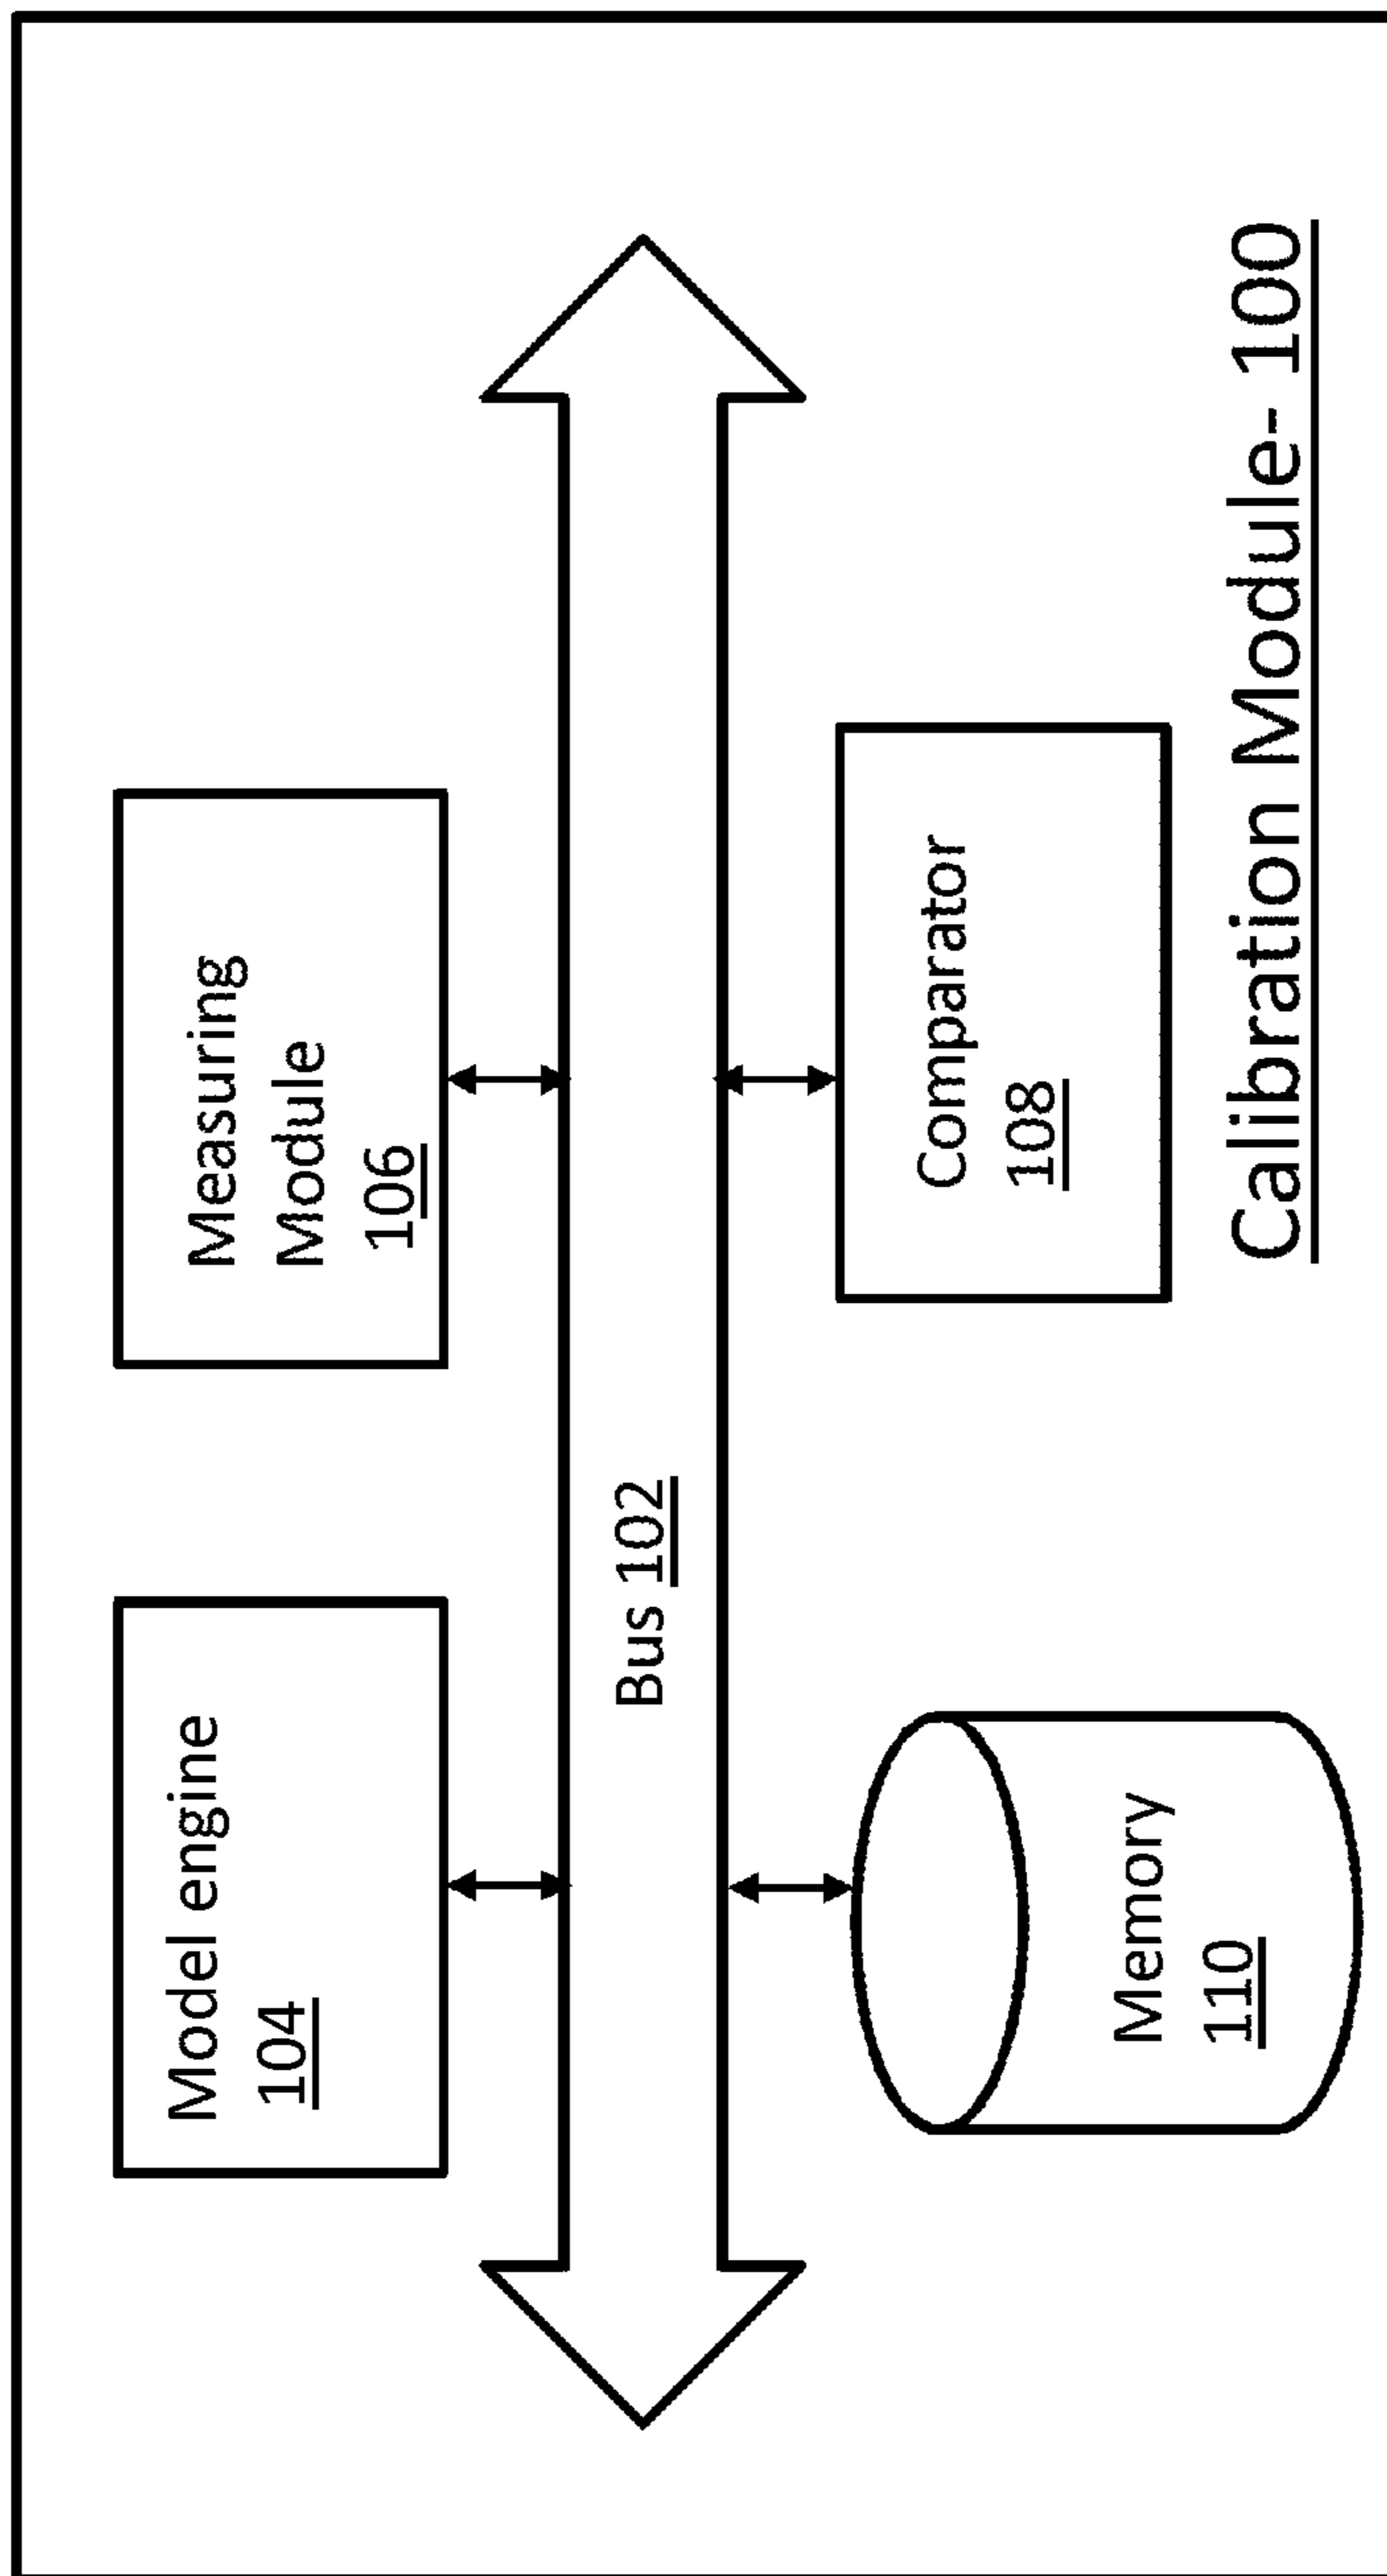 Model engine
104
Measuring
Module
106
Bus 102
Memory
110
Comparator
108
Calibration Module- 100